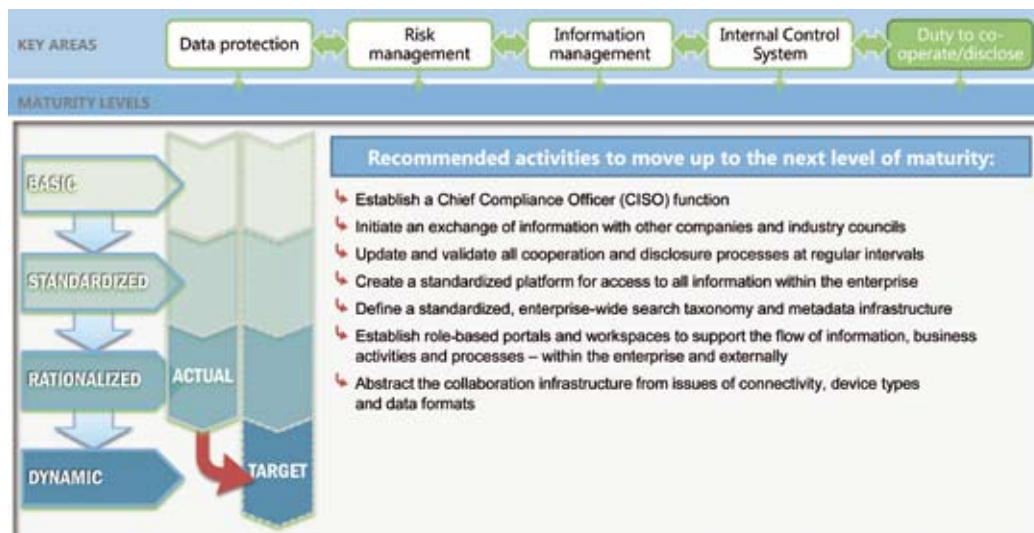 KEY AREAS
Data protection
Risk
management
Information
management
Internal Control
System
Duty to co-
operate/disclose
MATURITY LEVELS
BASIC
STANDARDIZED
RATIONALIZED
DYNAMIC
ACTUAL
TARGET
Recommended activities to move up to the next level of maturity:
Establish a Chief Compliance Officer (CISO) function
Initiate an exchange of information with other companies and industry councils
Update and validate all cooperation and disclosure processes at regular intervals
Create a standardized platform for access to all information within the enterprise
Define a standardized, enterprise-wide search taxonomy and metadata infrastructure
Establish role-based portals and workspaces to support the flow of information, business
activities and processes – within the enterprise and externally
Abstract the collaboration infrastructure from issues of connectivity, device types
and data formats